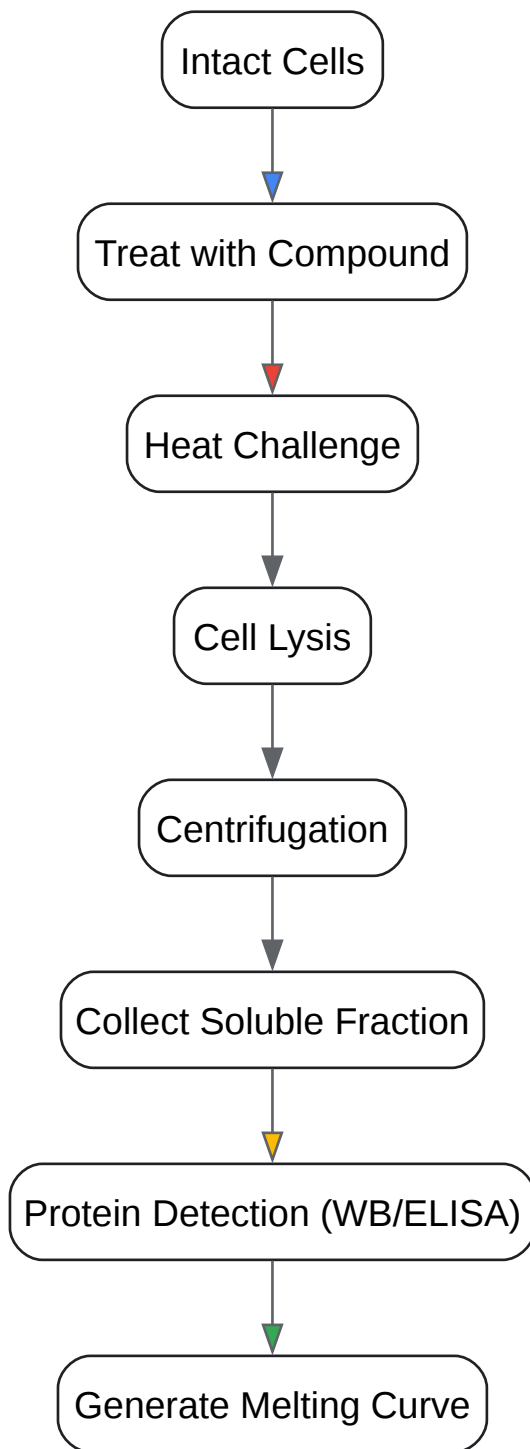 Intact Cells
Treat with Compound
Heat Challenge
Cell Lysis
Centrifugation
Collect Soluble Fraction
Protein Detection (WB/ELISA)
Generate Melting Curve